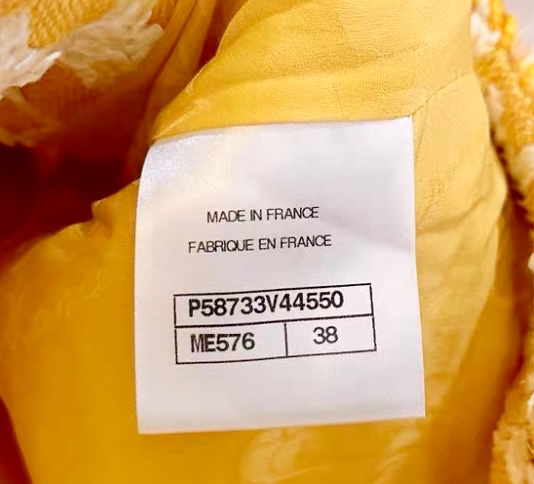 MADE IN FRANCE
FABRIQUE EN FRANCE
P58733V44550
ME576 38